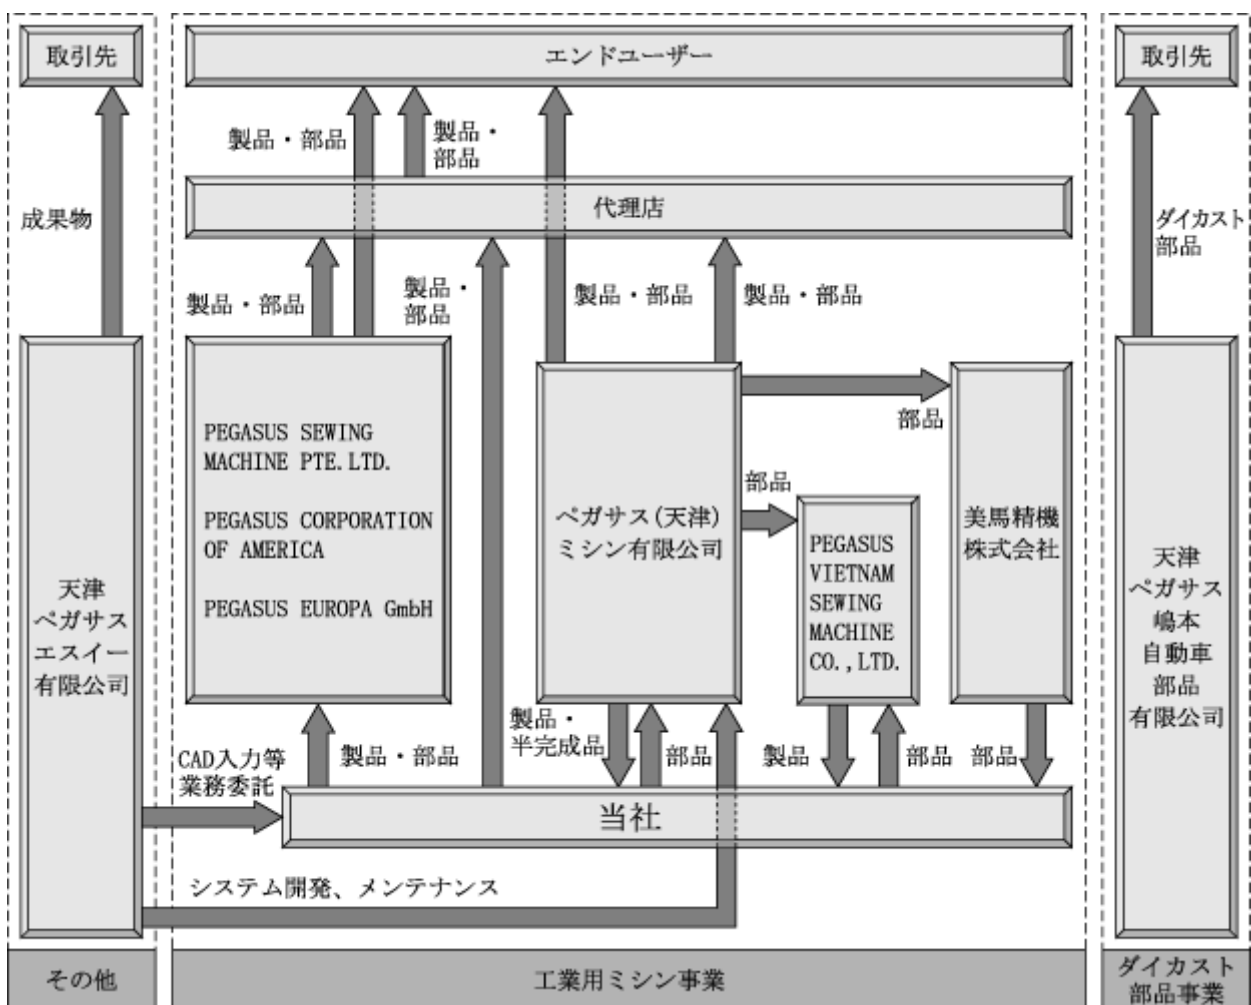 取引先
エンドユーザー
取引先
製品・部品
製品・
部品
代理店
成果物
ダイカスト
部品
製品・部品
製品・
部品
製品・部品
製品・部品
部品
PEGASUS SEWING
MACHINE PTE.LTD.
PEGASUS CORPORATION
OF AMERICA
PEGASUS EUROPA GmbH
ペガサス(天津)
ミシン有限公司
部品
PEGASUS
VIETNAM
SEWING
MACHINE
CO.,LTD.
美馬精機
株式会社
天津
ペガサス
エスイー
有限公司
天津
ペガサス
嶋本
自動車
部品
有限公司
CAD入力等
業務委託
製品・部品
製品・
半完成品
部品
製品
部品
部品
当社
システム開発、メンテナンス
その他
工業用ミシン事業
ダイカスト
部品事業